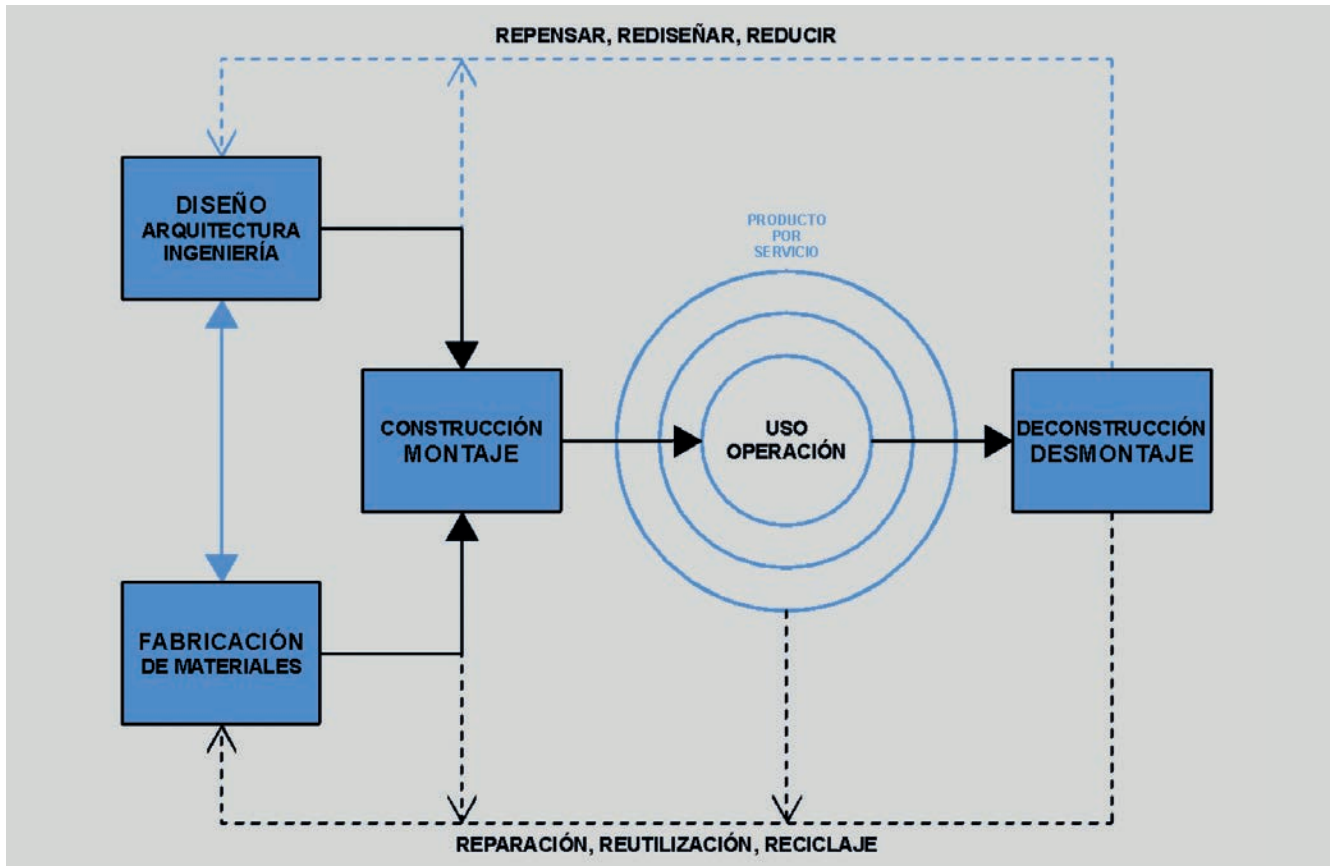 REPENSAR, REDISEÑAR, REDUCIR
DISEÑO
ARQUITECTURA
INGENIERÍA
PRODUCTO
POR
SERVICIO
CONSTRUCCIÓN
MONTAJE
USO
OPERACIÓN
DECONSTRUCCIÓN
DESMONTAJE
FABRICACIÓN
DE MATERIALES
REPARACIÓN, REUTILIZACIÓN, RECICLAJE